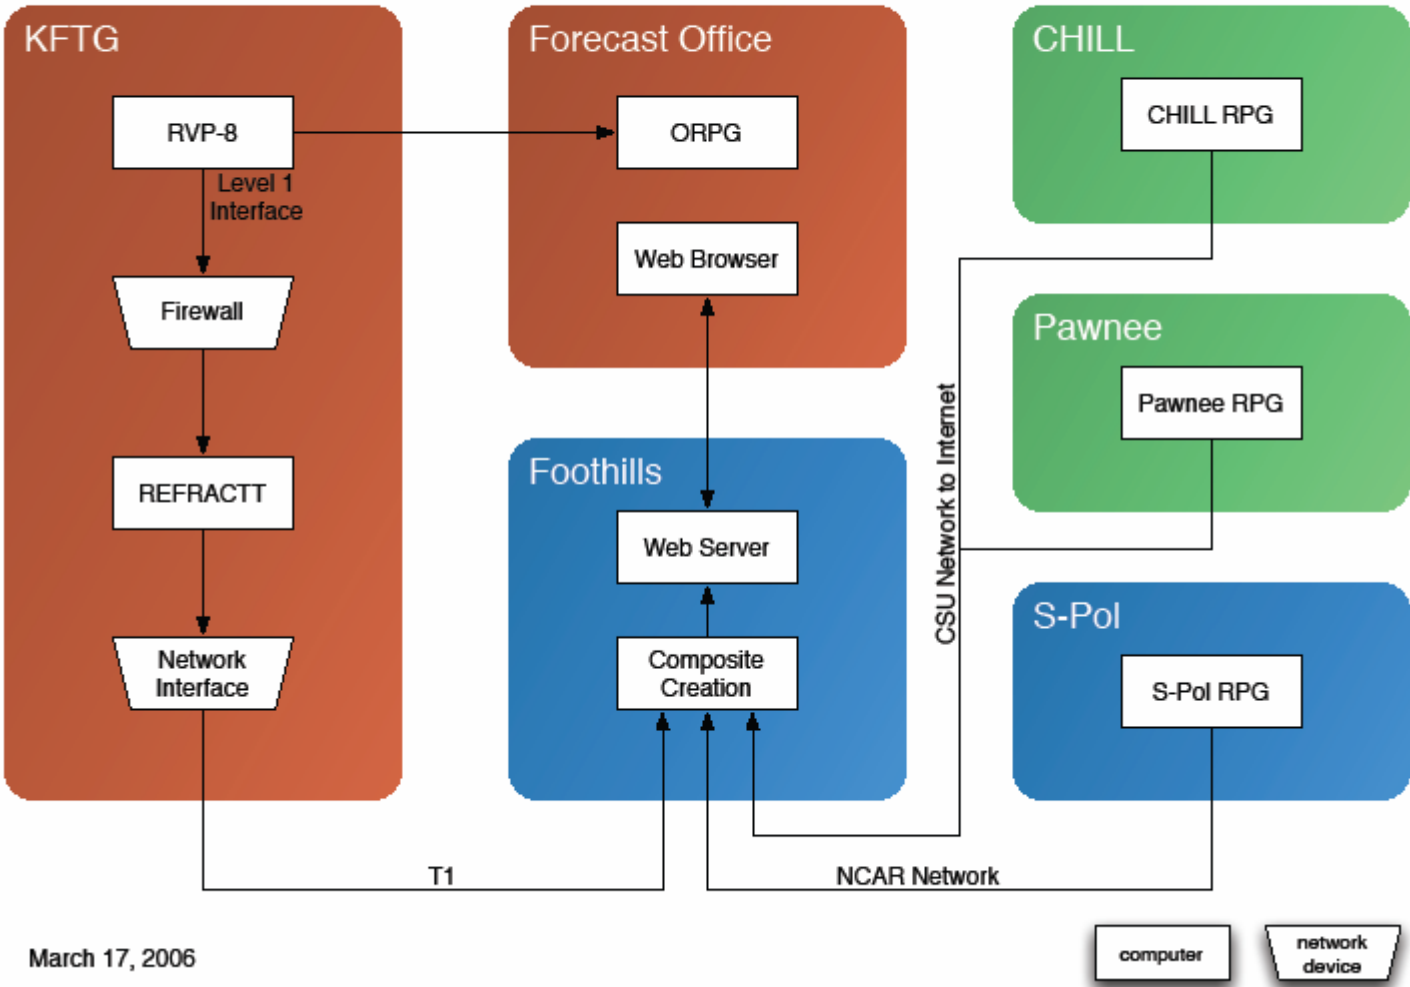 KFTG
RVP-8
Level 1
Interface
Firewall
REFRACTT
Network
Interface
Forecast Office
ORPG
Web Browser
Foothills
Web Server
Composite
Creation
CHILL
CHILL RPG
Pawnee
Pawnee RPG
CSU Network to Internet
S-Pol
S-Pol RPG
T1
NCAR Network
March 17, 2006
computer
network
device